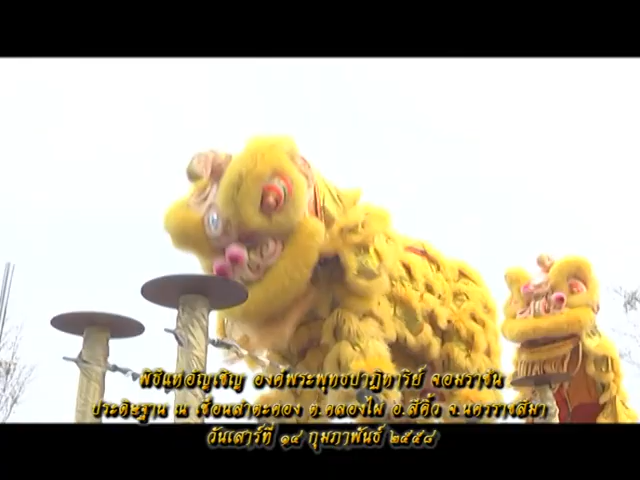 พิธีแห่อัญเชิญ องค์พระพุทธปาฏิหาริย์ จอมราชัน
ประดิษฐาน ณ เขื่อนลำตะคอง ต.คลองไผ่ อ.สีคิ้ว จ.นครราชสีมา
วันเสาร์ที่ ๑๔ กุมภาพันธ์ ๒๕๕๔